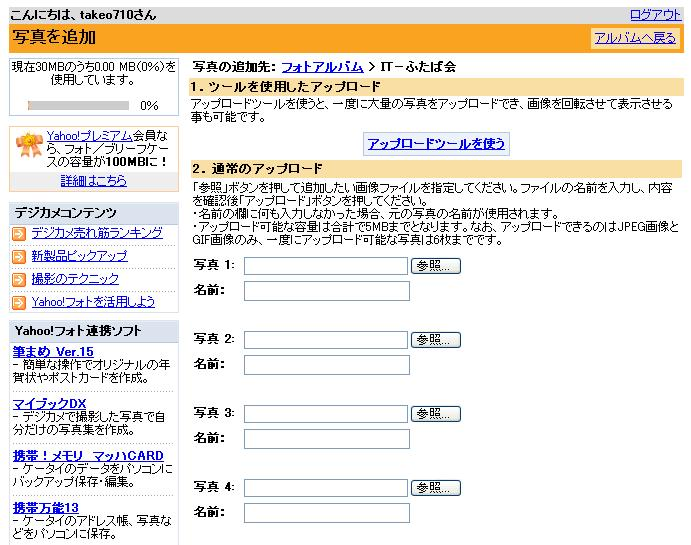 こんにちは、takeo710さん
ログアウト
写真を追加
アルバムへ戻る
現在30MBのうち0.00 MB(0%)を
使用しています。
0%
Yahoo!プレミアム会員な
ら、フォト／ブリーフケー
スの容量が100MBに！
詳細はこちら
デジカメコンテンツ
デジカメ売れ筋ランキング
新製品ピックアップ
撮影のテクニック
Yahoo!フォトを活用しよう
Yahoo!フォト連携ソフト
筆まめ Ver.15
- 簡単な操作でオリジナルの年
賀状やポストカードを作成。
マイブックDX
- デジカメで撮影した写真で自
分だけの写真集を作成。
携帯！メモリ マッハCARD
- ケータイのデータをパソコンに
バックアップ保存・編集。
携帯万能13
- ケータイのアドレス帳、写真な
どをパソコンに保存。
写真の追加先： フォトアルバム > IT－ふたば会
1. ツールを使用したアップロード
アップロードツールを使うと、一度に大量の写真をアップロードでき、画像を回転させて表示させる
事も可能です。
アップロードツールを使う
2. 通常のアップロード
「参照」ボタンを押して追加したい画像ファイルを指定してください。ファイルの名前を入力し、内容
を確認後「アップロード」ボタンを押してください。
・名前の欄に何も入力しなかった場合、元の写真の名前が使用されます。
・アップロード可能な容量は合計で5MBまでとなります。なお、アップロードできるのはJPEG画像と
GIF画像のみ、一度にアップロード可能な写真は6枚までです。
写真 1: 参照...
名前：
写真 2: 参照...
名前：
写真 3: 参照...
名前：
写真 4: 参照...
名前：